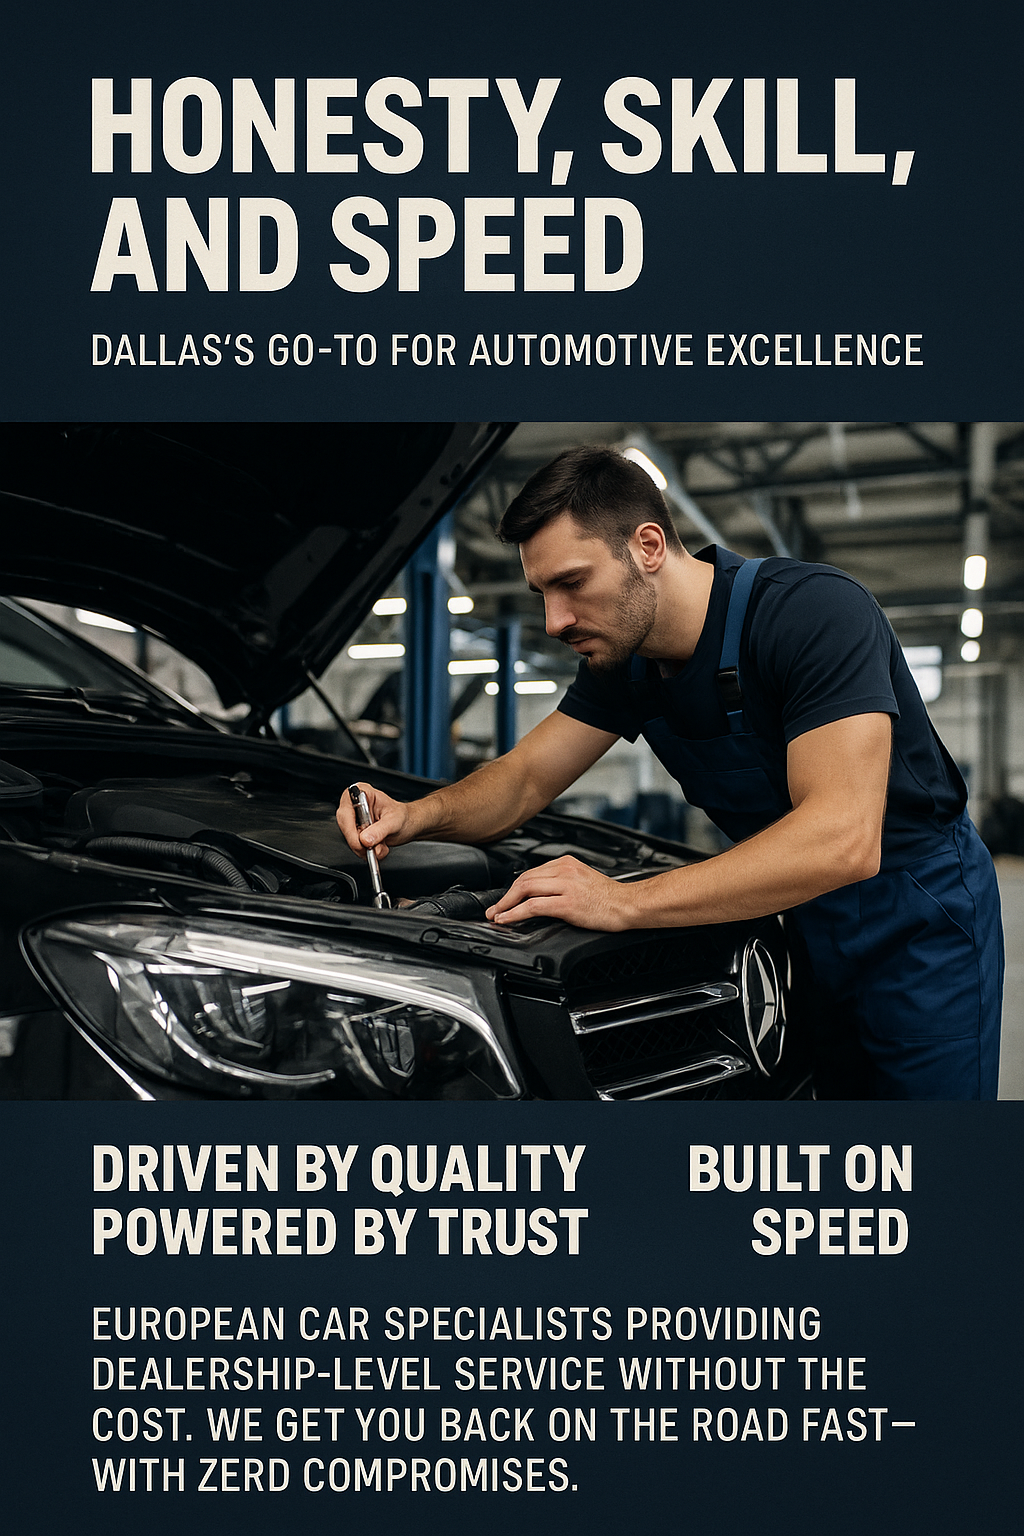 HONESTY, SKILL,
AND SPEED
DALLAS‘S GO-TO FOR AUTOMOTIVE EXCELLENCE
DRIVEN BY QUALITY
POWERED BY TRUST
BUILT ON
SPEED
EUROPEAN CAR SPECIALISTS PROVIDING
DEALERSHIP-LEVEL SERVICE WITHOUT THE
COST. WE GET YOU BACK ON THE ROAD FAST—
WITH ZERD COMPROMISES.